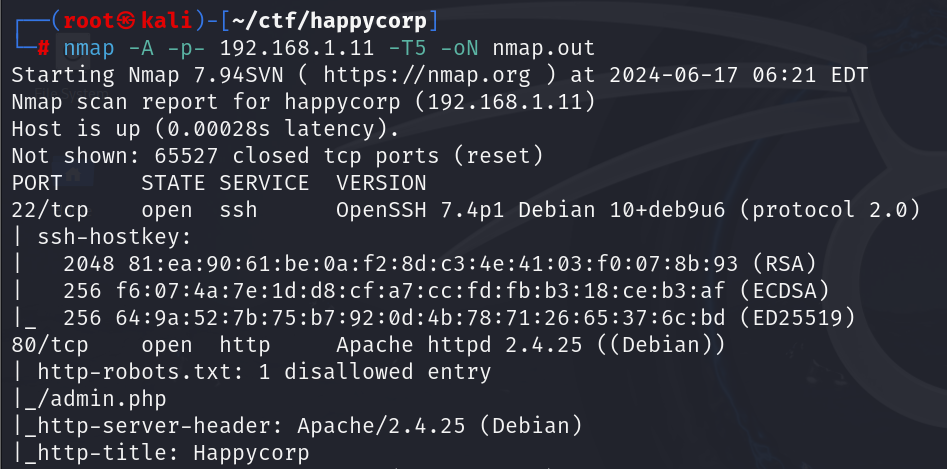 ┌──(root㉿kali)-[~/ctf/happycorp]
└─# nmap -A -p- 192.168.1.11 -T5 -oN nmap.out
Starting Nmap 7.94SVN ( https://nmap.org ) at 2024-06-17 06:21 EDT
Nmap scan report for happycorp (192.168.1.11)
Host is up (0.00028s latency).
Not shown: 65527 closed tcp ports (reset)
PORT      STATE SERVICE  VERSION
22/tcp    open  ssh      OpenSSH 7.4p1 Debian 10+deb9u6 (protocol 2.0)
| ssh-hostkey:
|   2048 81:ea:90:61:be:0a:f2:8d:c3:4e:41:03:f0:07:8b:93 (RSA)
|   256 f6:07:4a:7e:1d:d8:cf:a7:cc:fd:fb:b3:18:ce:b3:af (ECDSA)
|_  256 64:9a:52:7b:75:b7:92:0d:4b:78:71:26:65:37:6c:bd (ED25519)
80/tcp    open  http     Apache httpd 2.4.25 ((Debian))
| http-robots.txt: 1 disallowed entry
|_/admin.php
|_http-server-header: Apache/2.4.25 (Debian)
|_http-title: Happycorp